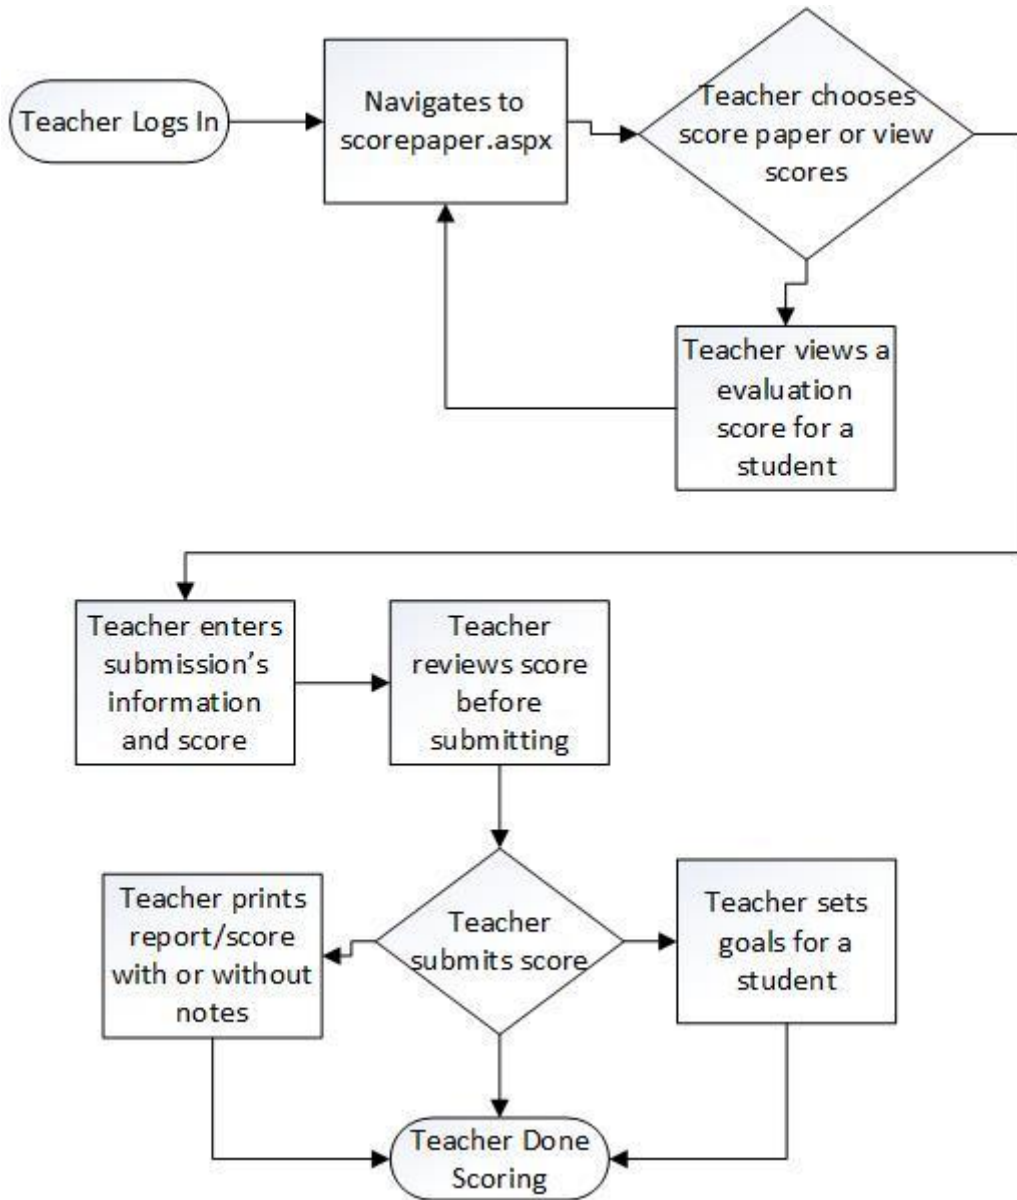 Teacher Logs In
Navigates to
scorepaper.aspx
Teacher chooses
score paper or view
scores
Teacher views a
evaluation
score for a
student
Teacher enters
submission’s
information
and score
Teacher
reviews score
before
submitting
Teacher prints
report/score
with or without
notes
Teacher
submits score
Teacher sets
goals for a
student
Teacher Done
Scoring